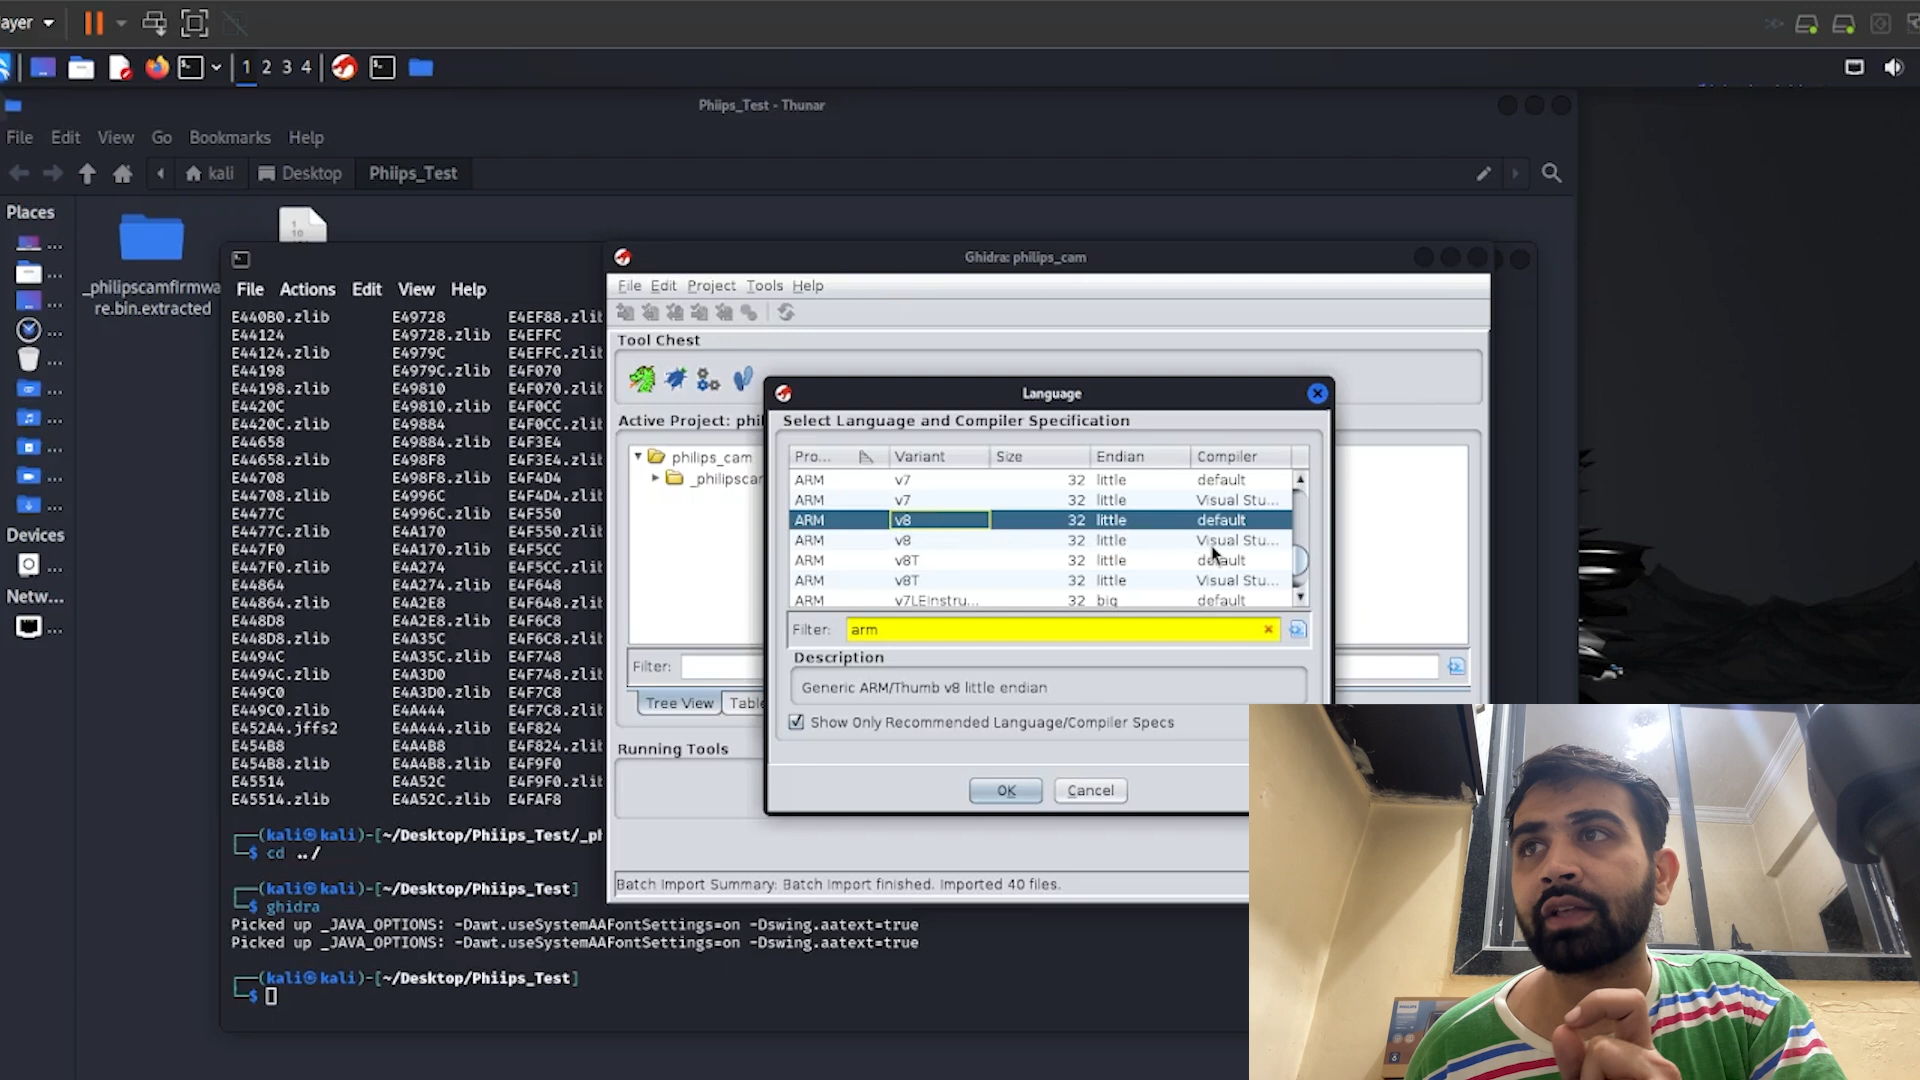 ayer
1 2 3 4
Phiips_Test - Thunar
File Edit View Go Bookmarks Help
kali Desktop Phiips_Test
Places
...
...
...
...
...
...
...
...
...
Devices
...
Netw...
...
_philipscamfirmwa
re.bin.extracted
File Actions Edit View Help
E440B0.zlib E49728 E4EF88.zlib
E44124 E49728.zlib E4EFFC
E44124.zlib E4979C E4EFFC.zlib
E44198 E4979C.zlib E4F070
E44198.zlib E49810 E4F070.zlib
E4420C E49810.zlib E4F0CC
E4420C.zlib E49884 E4F0CC.zlib
E44658 E49884.zlib E4F3E4
E44658.zlib E498F8 E4F3E4.zlib
E44708 E498F8.zlib E4F4D4
E44708.zlib E4996C E4F4D4.zlib
E4477C E4996C.zlib E4F550
E4477C.zlib E4A170 E4F550.zlib
E447F0 E4A170.zlib E4F5CC
E447F0.zlib E4A274 E4F5CC.zlib
E44864 E4A274.zlib E4F648
E44864.zlib E4A2E8 E4F648.zlib
E448D8 E4A2E8.zlib E4F6C8
E448D8.zlib E4A35C E4F6C8.zlib
E4494C E4A35C.zlib E4F748
E4494C.zlib E4A3D0 E4F748.zlib
E449C0 E4A3D0.zlib E4F7C8
E449C0.zlib E4A444 E4F7C8.zlib
E452A4.jffs2 E4A444.zlib E4F824
E454B8 E4A4B8 E4F824.zlib
E454B8.zlib E4A4B8.zlib E4F9F0
E45514 E4A52C E4F9F0.zlib
E45514.zlib E4A52C.zlib E4FAF8
(kali㉿kali)-[~/Desktop/Phiips_Test/_ph
$ cd ../
(kali㉿kali)-[~/Desktop/Phiips_Test]
$ ghidra
Picked up _JAVA_OPTIONS: -Dawt.useSystemAAFontSettings=on -Dswing.aatext=true
Picked up _JAVA_OPTIONS: -Dawt.useSystemAAFontSettings=on -Dswing.aatext=true
(kali㉿kali)-[~/Desktop/Phiips_Test]
$
Ghidra: philips_cam
File Edit Project Tools Help
Tool Chest
Active Project: phil
philips_cam
_philipscam
Filter:
Tree View Table
Running Tools
Batch Import Summary: Batch Import finished. Imported 40 files.
Language
Select Language and Compiler Specification
Pro... Variant Size Endian Compiler
ARM v7 32 little default
ARM v7 32 little Visual Stu...
ARM v8 32 little default
ARM v8 32 little Visual Stu...
ARM v8T 32 little default
ARM v8T 32 little Visual Stu...
ARM v7LEInstru... 32 big default
Filter: arm
Description
Generic ARM/Thumb v8 little endian
Show Only Recommended Language/Compiler Specs
OK Cancel
PHILIPS